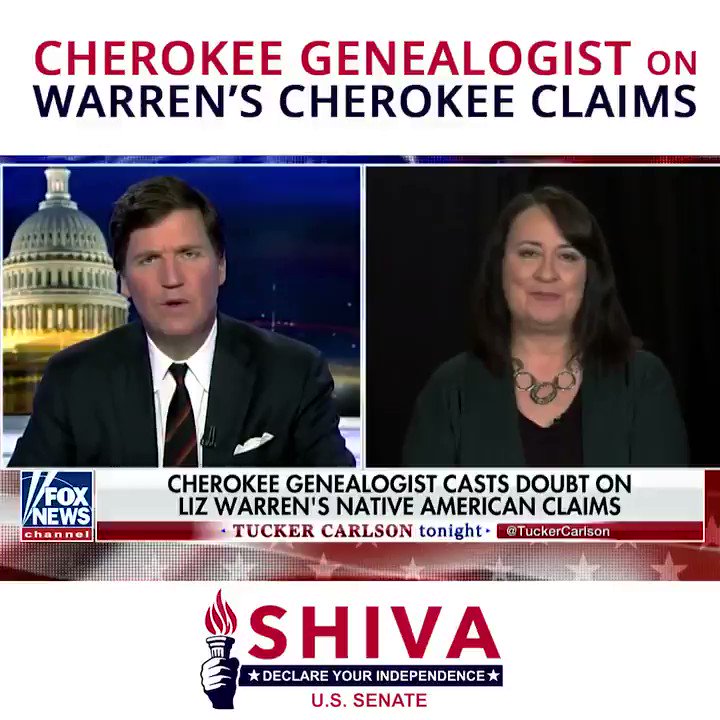 CHEROKEE GENEALOGIST ON
WARREN'S CHEROKEE CLAIMS
CHEROKEE GENEALOGIST CASTS DOUBT ON
LIZ WARREN'S NATIVE AMERICAN CLAIMS
FOX
NEWS
channel
TUCKER CARLSON tonight
@TuckerCarlson
SHIVA
DECLARE YOUR INDEPENDENCE
U.S. SENATE